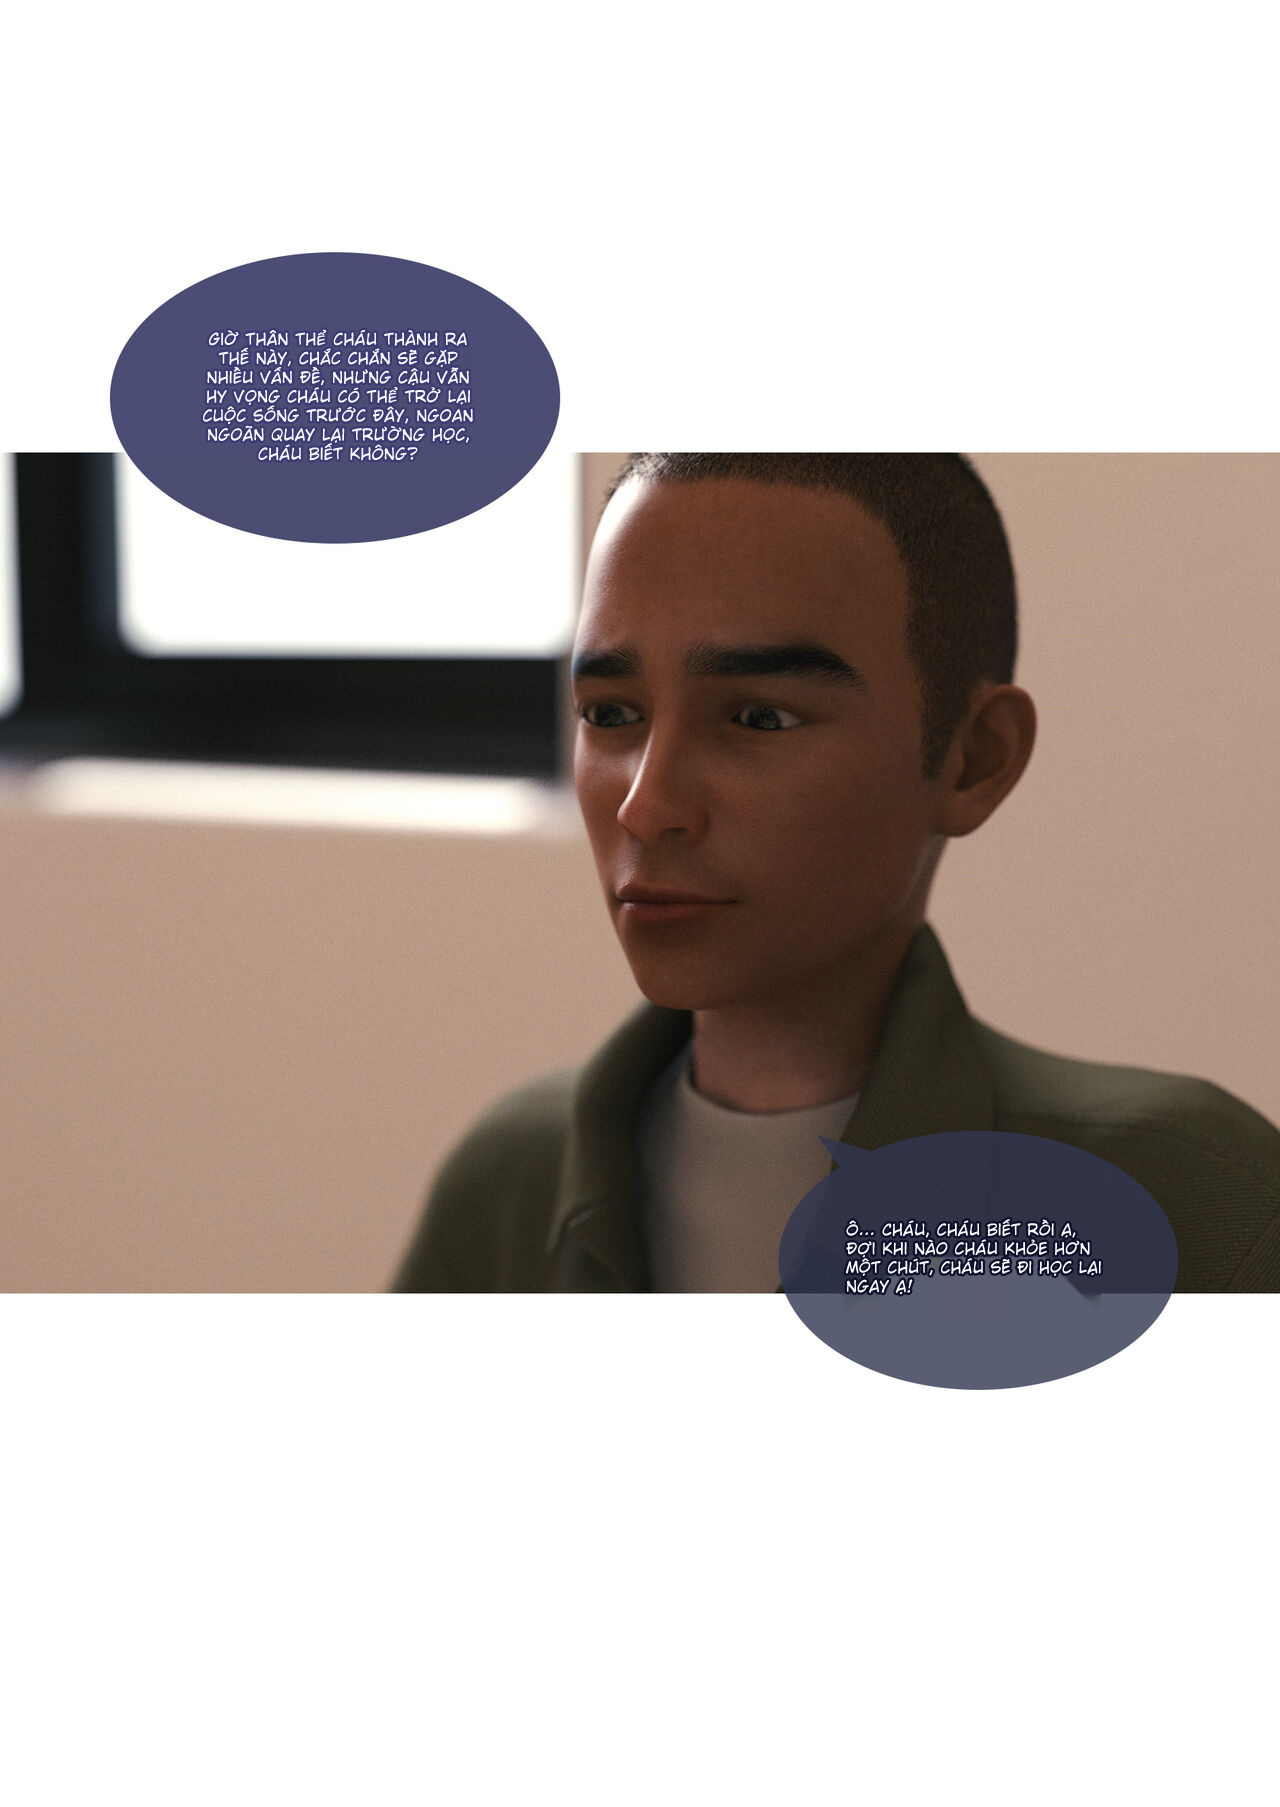 GIỜ THÂN THỂ CHÁU THÀNH RA
THẾ NÀY, CHẮC CHẮN SẼ GẶP
NHIỀU VẤN ĐỀ, NHƯNG CẬU VẪN
HY VỌNG CHÁU CÓ THỂ TRỞ LẠI
CUỘC SỐNG TRƯỚC ĐÂY, NGOAN
NGOÃN QUAY LẠI TRƯỜNG HỌC,
CHÁU BIẾT KHÔNG?
Ô... CHÁU, CHÁU BIẾT RỒI Ạ,
ĐỢI KHI NÀO CHÁU KHỎE HƠN
MỘT CHÚT, CHÁU SẼ ĐI HỌC LẠI
NGAY Ạ!